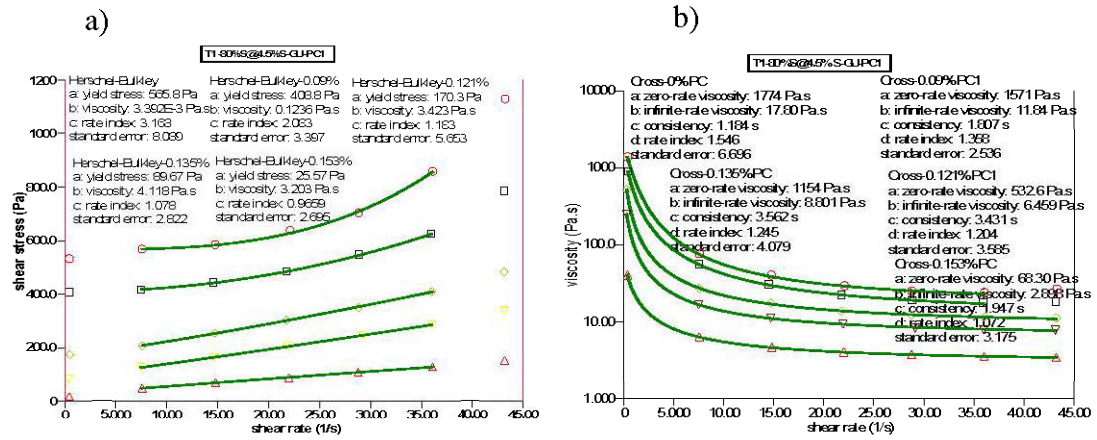 a)
T1-80%S@4.5%S-GU-PC1
Herschel-Bulkley
a: yield stress: 565.8 Pa
b: viscosity: 3.392E-3 Pa.s
c: rate index: 3.163
standard error: 8.089
Herschel-Bulkley-0.09%
a: yield stress: 408.8 Pa
b: viscosity: 0.1236 Pa.s
c: rate index: 2.083
standard error: 3.397
Herschel-Bulkley-0.121%
a: yield stress: 170.3 Pa
b: viscosity: 3.423 Pa.s
c: rate index: 1.183
standard error: 5.653
Herschel-Bulkley-0.135%
a: yield stress: 89.67 Pa
b: viscosity: 4.118 Pa.s
c: rate index: 1.078
standard error: 2.822
Herschel-Bulkley-0.153%
a: yield stress: 25.57 Pa
b: viscosity: 3.203 Pa.s
c: rate index: 0.9659
standard error: 2.695
shear stress (Pa)
1200
1000
800.0
600.0
400.0
200.0
0
0 5.000 10.00 15.00 20.00 25.00 30.00 35.00 40.00 45.00
shear rate (1/s)
b)
T1-80%S@4.5%S-GU-PC1
Cross-0%PC
a: zero-rate viscosity: 1774 Pa.s
b: infinite-rate viscosity: 17.80 Pa.s
c: consistency: 1.184 s
d: rate index: 1.546
standard error: 6.696
Cross-0.09%PC1
a: zero-rate viscosity: 1571 Pa.s
b: infinite-rate viscosity: 11.84 Pa.s
c: consistency: 1.807 s
d: rate index: 1.358
standard error: 2.536
Cross-0.135%PC
a: zero-rate viscosity: 1154 Pa.s
b: infinite-rate viscosity: 8.801 Pa.s
c: consistency: 3.562 s
d: rate index: 1.245
standard error: 4.079
Cross-0.121%PC1
a: zero-rate viscosity: 532.6 Pa.s
b: infinite-rate viscosity: 6.459 Pa.s
c: consistency: 3.431 s
d: rate index: 1.204
standard error: 3.585
Cross-0.153%PC
a: zero-rate viscosity: 68.30 Pa.s
b: infinite-rate viscosity: 2.898 Pa.s
c: consistency: 1.947 s
d: rate index: 1.072
standard error: 3.175
viscosity (Pa.s)
10000
1000
100.0
10.00
1.000
0 5.000 10.00 15.00 20.00 25.00 30.00 35.00 40.00 45.00
shear rate (1/s)